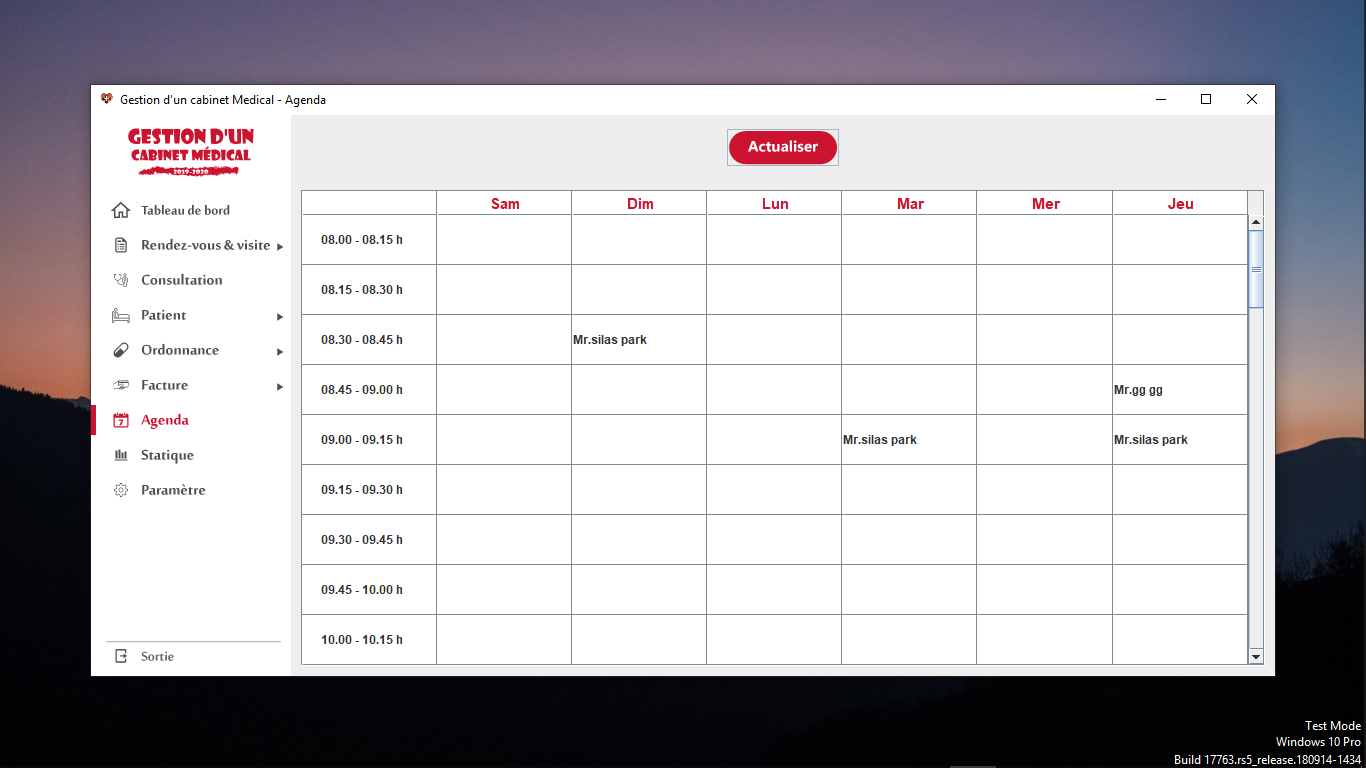 Gestion d'un cabinet Medical - Agenda
GESTION D'UN
CABINET MÉDICAL
2019-2020
Tableau de bord
Rendez-vous & visite
Consultation
Patient
Ordonnance
Facture
7
Agenda
Statique
Paramètre
Sortie
Actualiser
Sam Dim Lun Mar Mer Jeu
08.00 - 08.15 h
08.15 - 08.30 h
08.30 - 08.45 h Mr.silas park
08.45 - 09.00 h Mr.gg gg
09.00 - 09.15 h Mr.silas park Mr.silas park
09.15 - 09.30 h
09.30 - 09.45 h
09.45 - 10.00 h
10.00 - 10.15 h
Test Mode
Windows 10 Pro
Build 17763.rs5_release.180914-1434